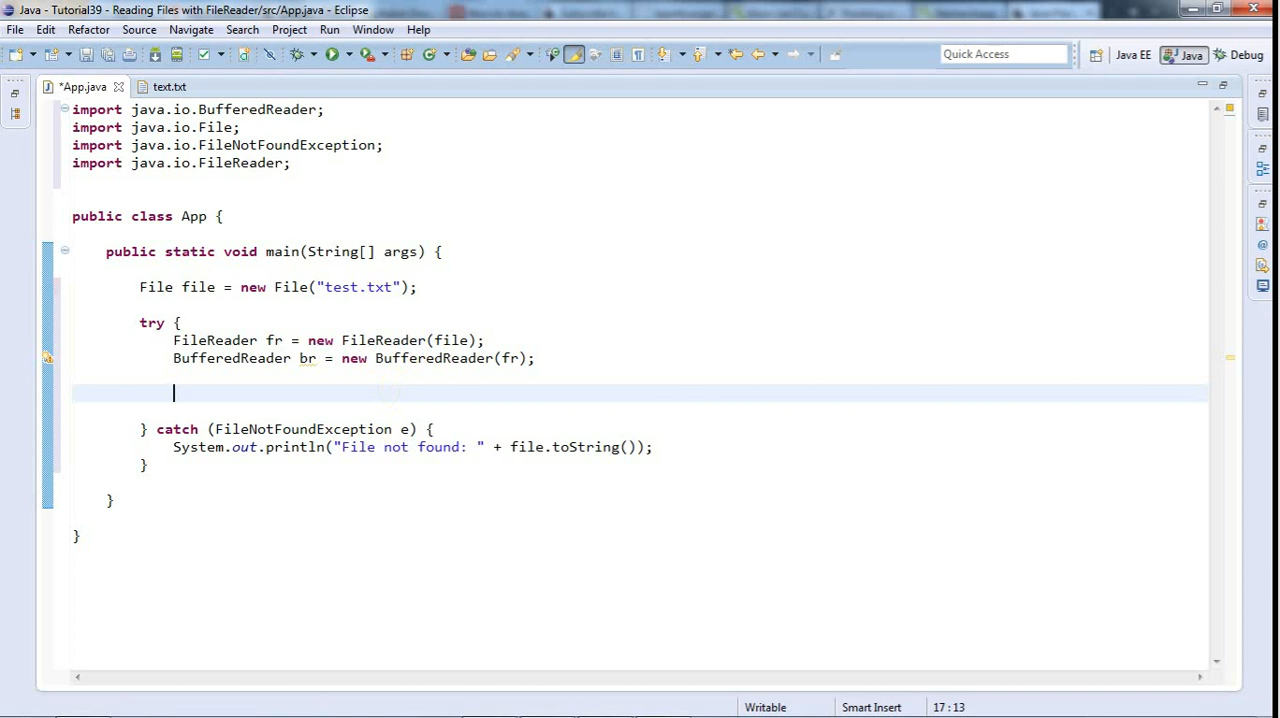 Java - Tutorial39 - Reading Files with FileReader/src/App.java - Eclipse
File Edit Refactor Source Navigate Search Project Run Window Help
Quick Access Java EE Java Debug
*App.java text.txt
import java.io.BufferedReader;
import java.io.File;
import java.io.FileNotFoundException;
import java.io.FileReader;
public class App {
public static void main(String[] args) {
File file = new File("test.txt");
try {
FileReader fr = new FileReader(file);
BufferedReader br = new BufferedReader(fr);
} catch (FileNotFoundException e) {
System.out.println("File not found: " + file.toString());
}
}
}
Writable Smart Insert 17 : 13